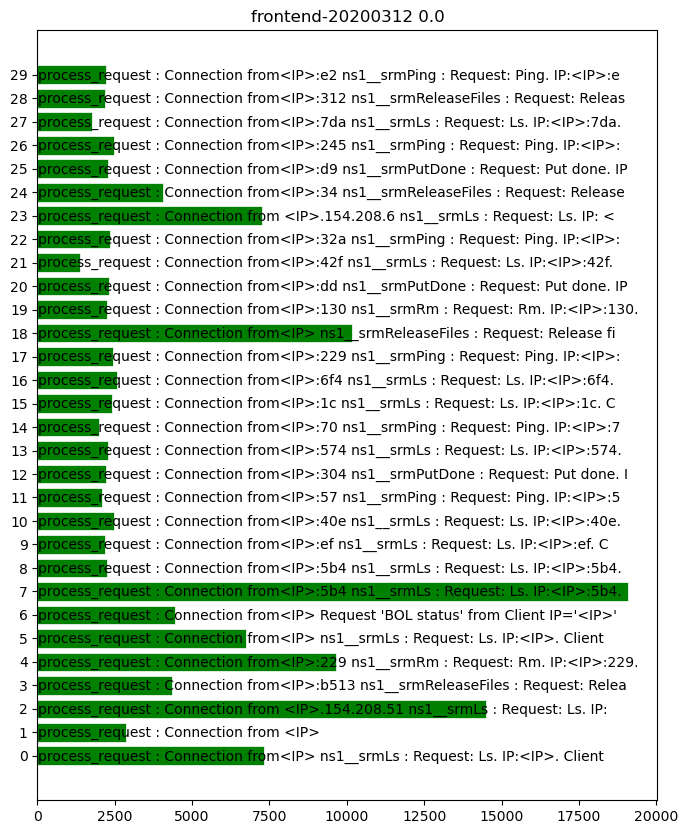 frontend-20200312 0.0
29 process_request : Connection from<IP>:e2 ns1__srmPing : Request: Ping. IP:<IP>:e
28 process_request : Connection from<IP>:312 ns1__srmReleaseFiles : Request: Releas
27 process_request : Connection from<IP>:7da ns1__srmLs : Request: Ls. IP:<IP>:7da.
26 process_request : Connection from<IP>:245 ns1__srmPing : Request: Ping. IP:<IP>:
25 process_request : Connection from<IP>:d9 ns1__srmPutDone : Request: Put done. IP
24 process_request : Connection from<IP>:34 ns1__srmReleaseFiles : Request: Release
23 process_request : Connection from <IP>.154.208.6 ns1__srmLs : Request: Ls. IP: <
22 process_request : Connection from<IP>:32a ns1__srmPing : Request: Ping. IP:<IP>:
21 process_request : Connection from<IP>:42f ns1__srmLs : Request: Ls. IP:<IP>:42f.
20 process_request : Connection from<IP>:dd ns1__srmPutDone : Request: Put done. IP
19 process_request : Connection from<IP>:130 ns1__srmRm : Request: Rm. IP:<IP>:130.
18 process_request : Connection from<IP> ns1__srmReleaseFiles : Request: Release fi
17 process_request : Connection from<IP>:229 ns1__srmPing : Request: Ping. IP:<IP>:
16 process_request : Connection from<IP>:6f4 ns1__srmLs : Request: Ls. IP:<IP>:6f4.
15 process_request : Connection from<IP>:1c ns1__srmLs : Request: Ls. IP:<IP>:1c. C
14 process_request : Connection from<IP>:70 ns1__srmPing : Request: Ping. IP:<IP>:7
13 process_request : Connection from<IP>:574 ns1__srmLs : Request: Ls. IP:<IP>:574.
12 process_request : Connection from<IP>:304 ns1__srmPutDone : Request: Put done. I
11 process_request : Connection from<IP>:57 ns1__srmPing : Request: Ping. IP:<IP>:5
10 process_request : Connection from<IP>:40e ns1__srmLs : Request: Ls. IP:<IP>:40e.
9 process_request : Connection from<IP>:ef ns1__srmLs : Request: Ls. IP:<IP>:ef. C
8 process_request : Connection from<IP>:5b4 ns1__srmLs : Request: Ls. IP:<IP>:5b4.
7 process_request : Connection from<IP>:5b4 ns1__srmLs : Request: Ls. IP:<IP>:5b4.
6 process_request : Connection from<IP> Request 'BOL status' from Client IP='<IP>'
5 process_request : Connection from<IP> ns1__srmLs : Request: Ls. IP:<IP>. Client
4 process_request : Connection from<IP>:229 ns1__srmRm : Request: Rm. IP:<IP>:229.
3 process_request : Connection from<IP>:b513 ns1__srmReleaseFiles : Request: Relea
2 process_request : Connection from <IP>.154.208.51 ns1__srmLs : Request: Ls. IP:
1 process_request : Connection from <IP>
0 process_request : Connection from<IP> ns1__srmLs : Request: Ls. IP:<IP>. Client
0 2500 5000 7500 10000 12500 15000 17500 20000